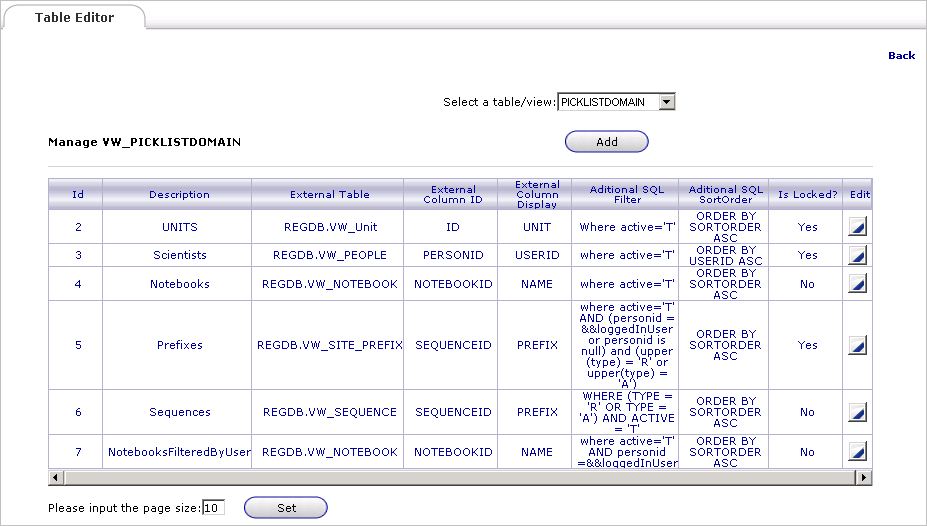 Table Editor
Back
Select a table/view: PICKLISTDOMAIN
Manage VW_PICKLISTDOMAIN
Add
Id
Description
External Table
External
Column ID
External
Column
Display
Aditional SQL
Filter
Aditional SQL
SortOrder
Is Locked?
Edit
2
UNITS
REGDB.VW_Unit
ID
UNIT
Where active='T'
ORDER BY
SORTORDER
ASC
Yes
3
Scientists
REGDB.VW_PEOPLE
PERSONID
USERID
where active='T'
ORDER BY
USERID ASC
Yes
4
Notebooks
REGDB.VW_NOTEBOOK
NOTEBOOKID
NAME
where active='T'
ORDER BY
SORTORDER
ASC
No
5
Prefixes
REGDB.VW_SITE_PREFIX
SEQUENCEID
PREFIX
where active='T'
AND (personid =
&&loggedInUser
or personid is
null) and (upper
(type) = 'R' or
upper(type) =
'A')
ORDER BY
SORTORDER
ASC
Yes
6
Sequences
REGDB.VW_SEQUENCE
SEQUENCEID
PREFIX
WHERE (TYPE =
'R' OR TYPE =
'A') AND ACTIVE
= 'T'
ORDER BY
SORTORDER
ASC
No
7
NotebooksFilteredByUser
REGDB.VW_NOTEBOOK
NOTEBOOKID
NAME
where active='T'
AND personid
=&&loggedInUser
ORDER BY
SORTORDER
ASC
No
Please input the page size: 10
Set